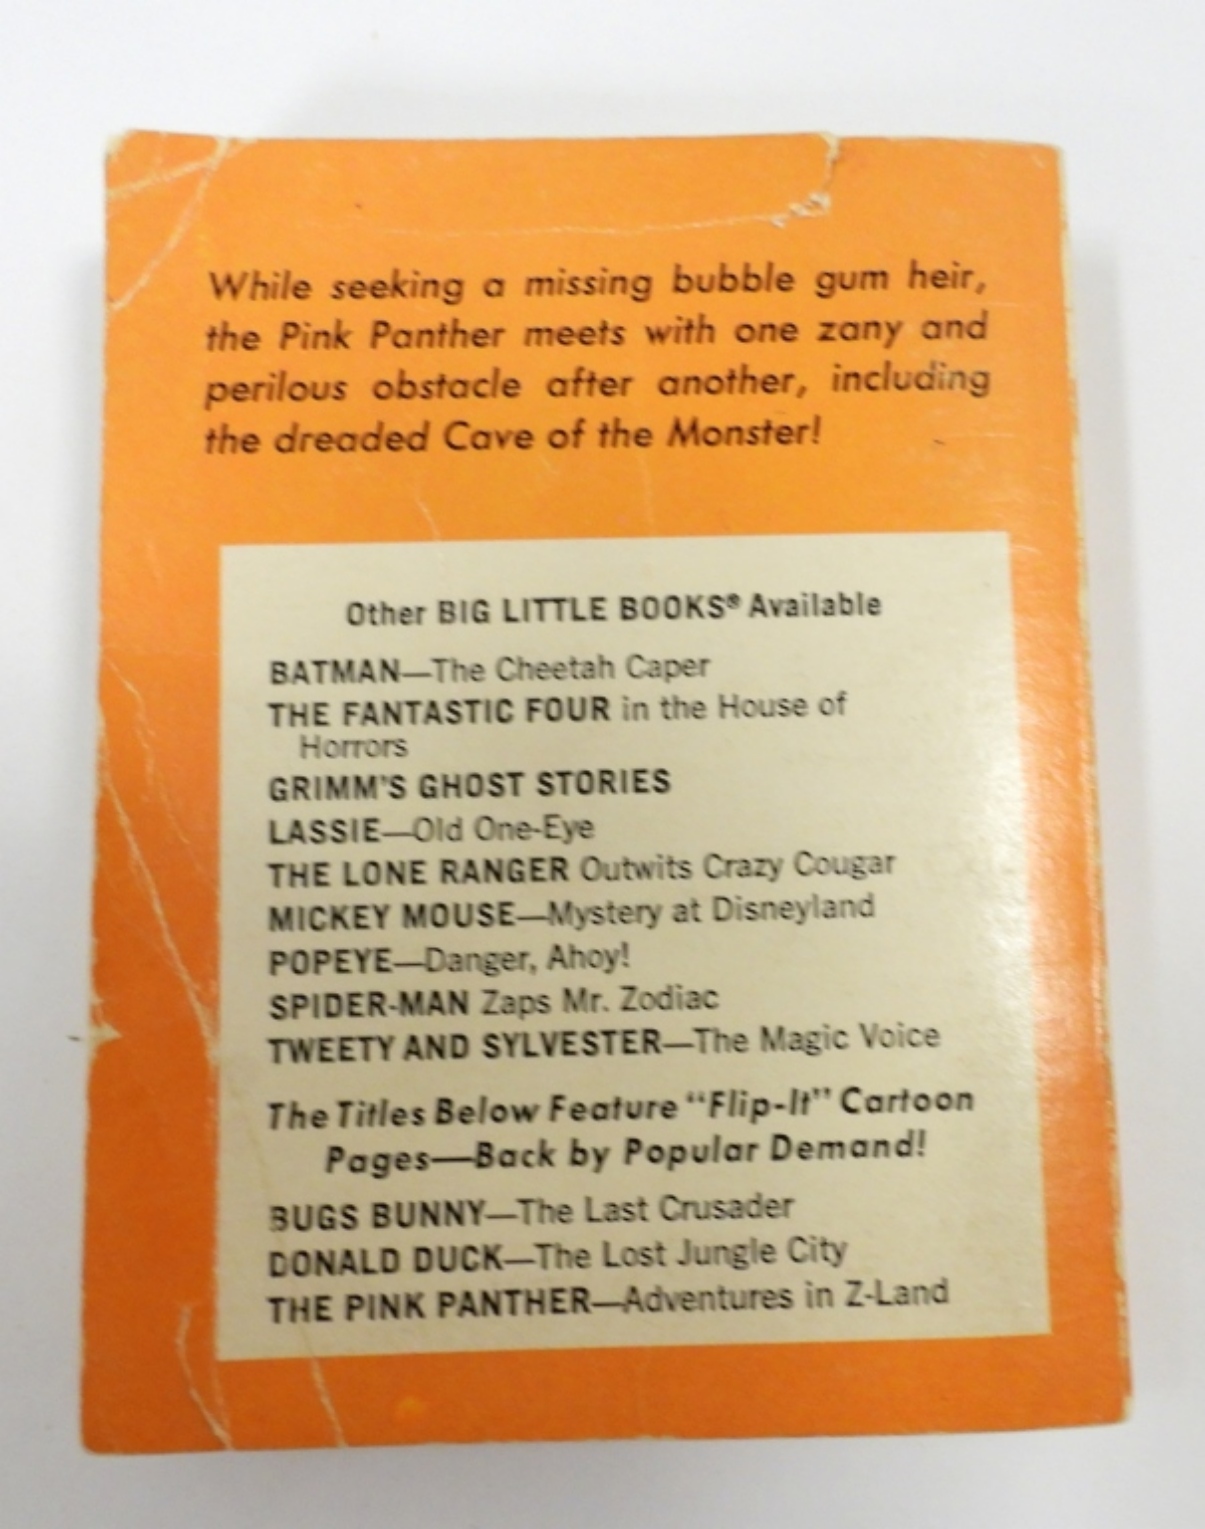 While seeking a missing bubble gum heir,
the Pink Panther meets with one zany and
perilous obstacle after another, including
the dreaded Cave of the Monster!
Other BIG LITTLE BOOKS® Available
BATMAN—The Cheetah Caper
THE FANTASTIC FOUR in the House of
Horrors
GRIMM'S GHOST STORIES
LASSIE—Old One-Eye
THE LONE RANGER Outwits Crazy Cougar
MICKEY MOUSE—Mystery at Disneyland
POPEYE—Danger, Ahoy!
SPIDER-MAN Zaps Mr. Zodiac
TWEETY AND SYLVESTER—The Magic Voice
The Titles Below Feature "Flip-It" Cartoon
Pages—Back by Popular Demand!
BUGS BUNNY—The Last Crusader
DONALD DUCK—The Lost Jungle City
THE PINK PANTHER—Adventures in Z-Land